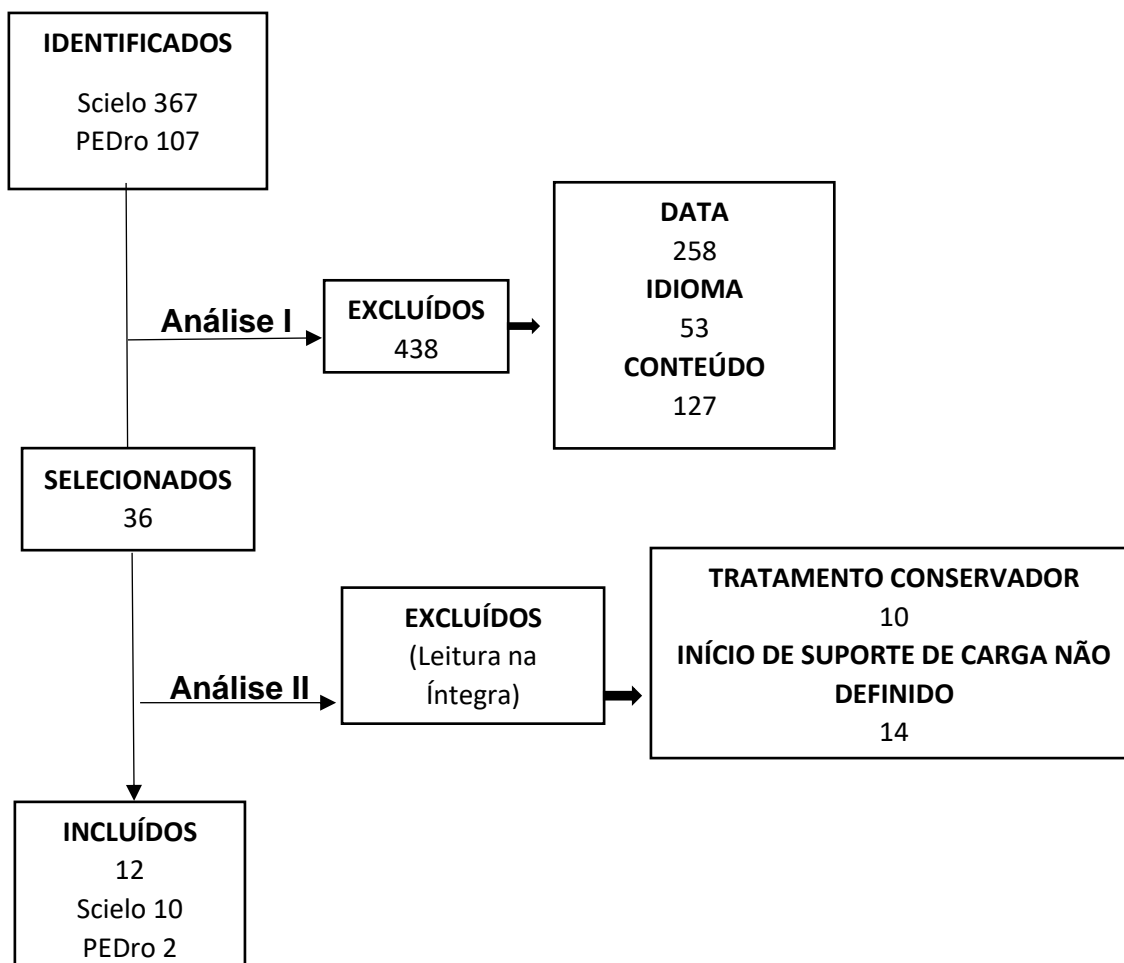 IDENTIFICADOS
Scielo 367
PEDro 107
Análise I
EXCLUÍDOS
438
DATA
258
IDIOMA
53
CONTEÚDO
127
SELECIONADOS
36
Análise II
EXCLUÍDOS
(Leitura na
Íntegra)
TRATAMENTO CONSERVADOR
10
INÍCIO DE SUPORTE DE CARGA NÃO
DEFINIDO
14
INCLUÍDOS
12
Scielo 10
PEDro 2